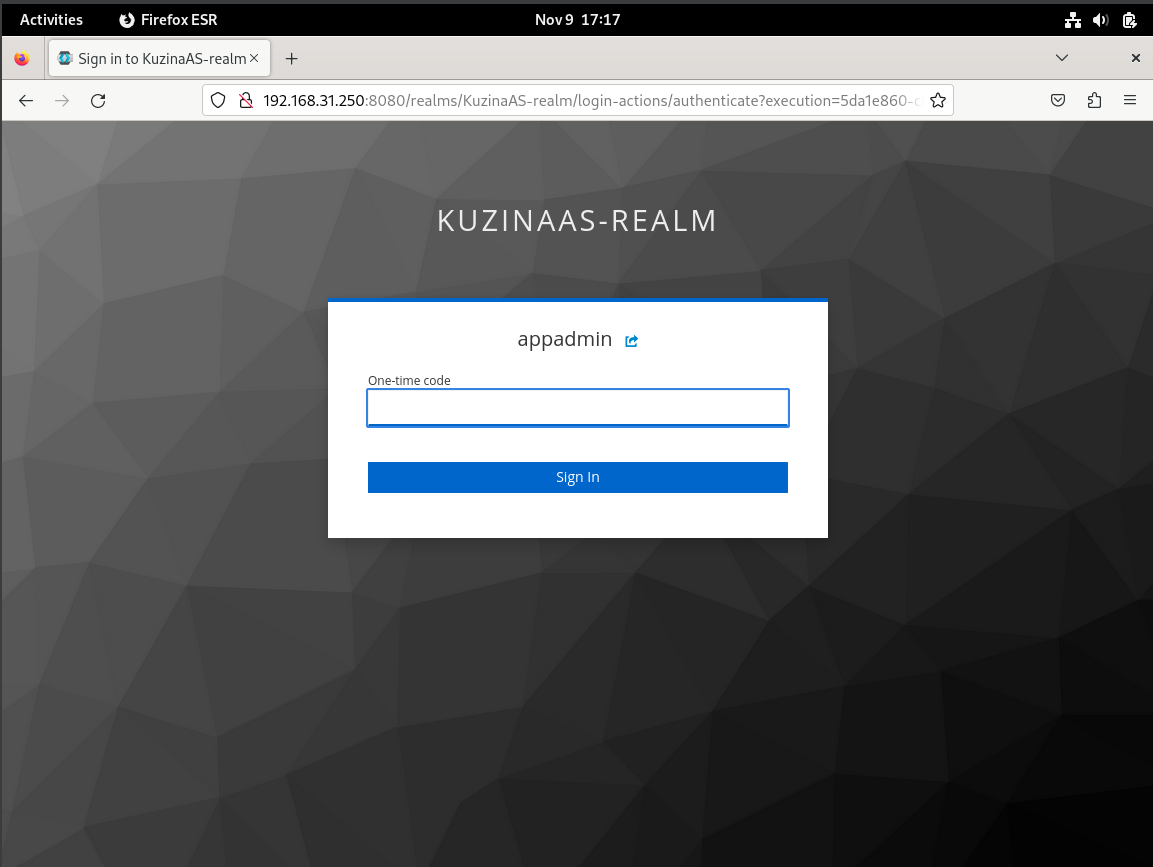 Activities Firefox ESR Nov 9 17:17
Sign in to KuzinaAS-realm
192.168.31.250:8080/realms/KuzinaAS-realm/login-actions/authenticate?execution=5da1e860-
KUZINAAS-REALM
appadmin
One-time code
Sign In